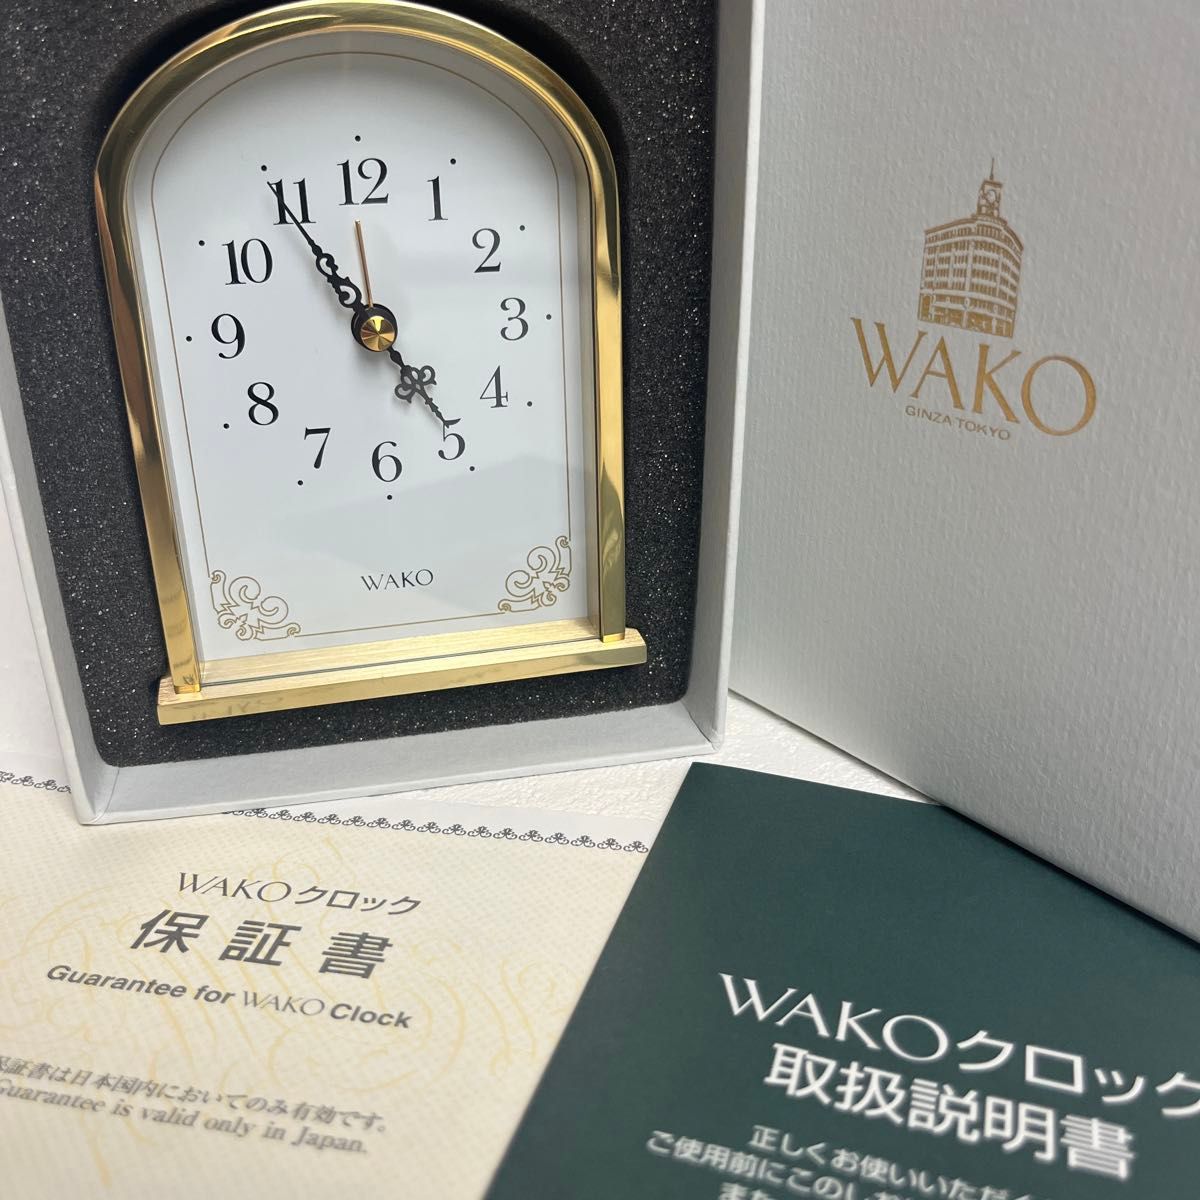 12
1
2
3
4
5
6
7
8
9
10
11
WAKO
WAKO
GINZA TOKYO
WAKOクロック
保証書
Guarantee for WAKO Clock
保証書は日本国内においてのみ有効です。
Guarantee is valid only in Japan.
WAKOクロック
取扱説明書
正しくお使いいただ
ご使用前にこのしお
また